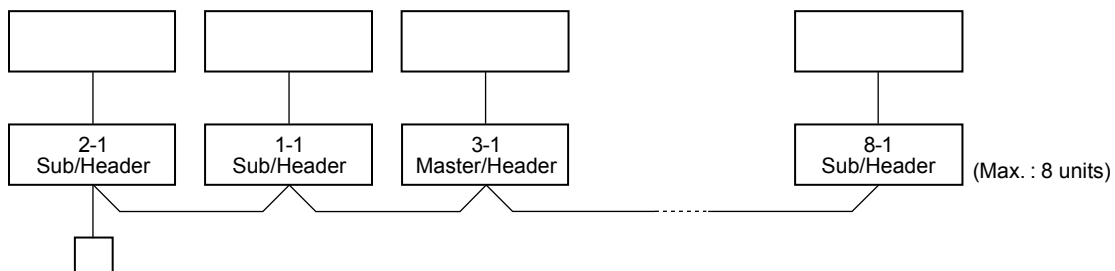 2-1
Sub/Header
1-1
Sub/Header
3-1
Master/Header
8-1
Sub/Header
(Max. : 8 units)